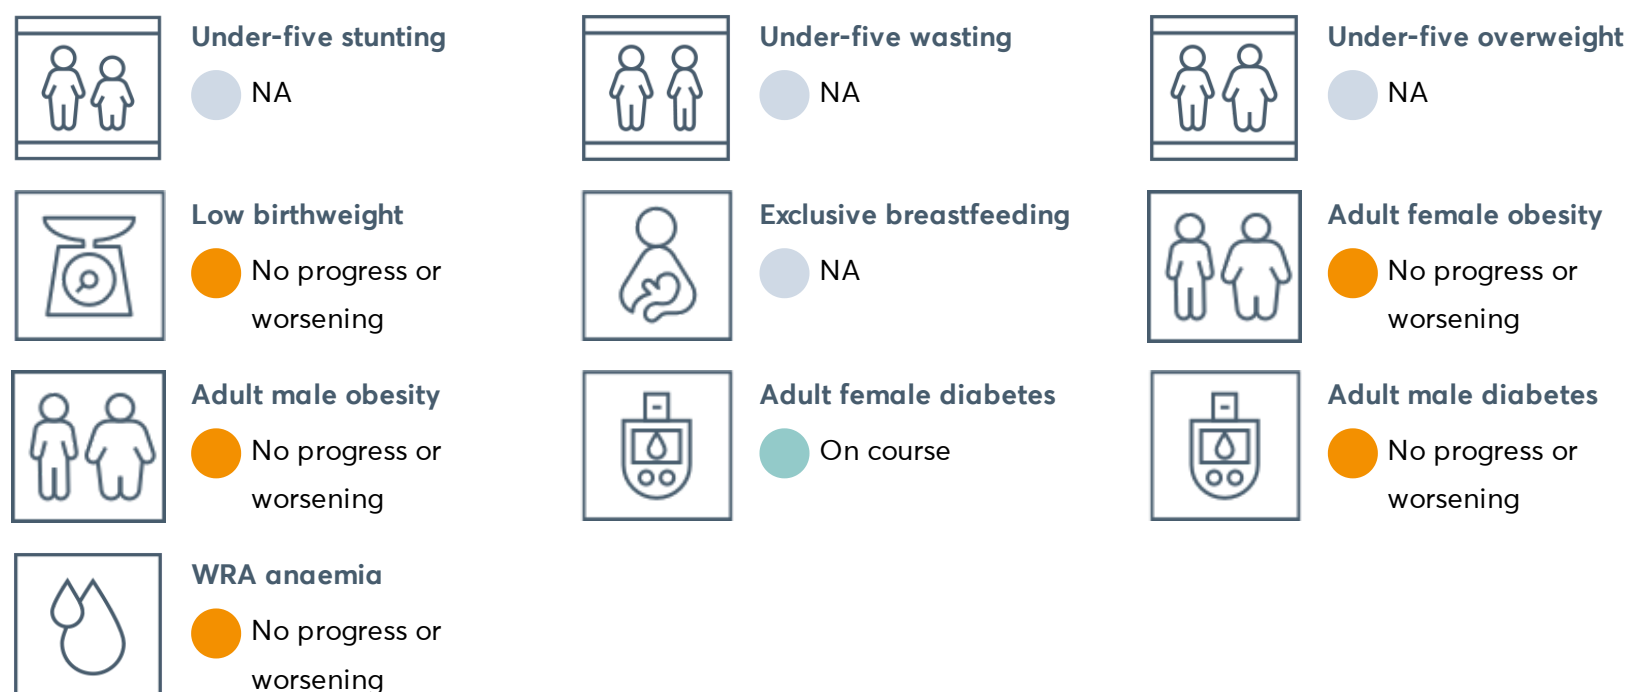 Under-five stunting
NA
Under-five wasting
NA
Under-five overweight
NA
Low birthweight
No progress or
worsening
Exclusive breastfeeding
NA
Adult female obesity
No progress or
worsening
Adult male obesity
No progress or
worsening
Adult female diabetes
On course
Adult male diabetes
No progress or
worsening
WRA anaemia
No progress or
worsening